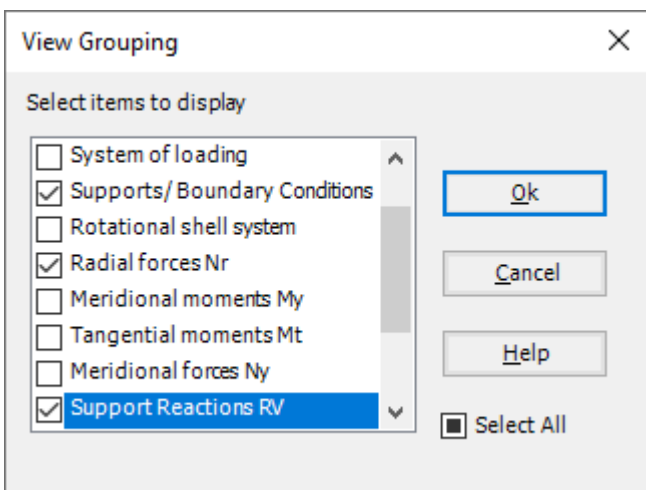 View Grouping
Select items to display
System of loading
Supports/ Boundary Conditions
Rotational shell system
Radial forces Nr
Meridional moments My
Tangential moments Mt
Meridional forces Ny
Support Reactions RV
Ok
Cancel
Help
Select All